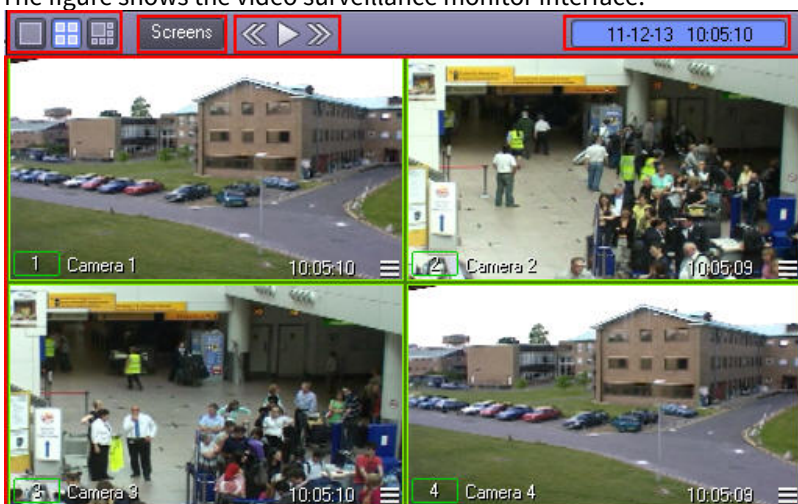 The figure shows the video surveillance monitor interface.
Screens
11-12-13 10:05:10
1 Camera 1 10:05:10
2 Camera 2 10:05:09
3 Camera 3 10:05:10
4 Camera 4 10:05:09